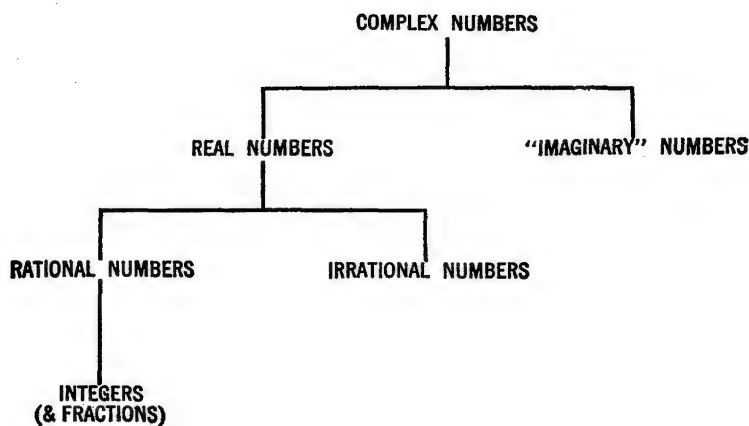 COMPLEX NUMBERS
REAL NUMBERS
"IMAGINARY" NUMBERS
RATIONAL NUMBERS
IRRATIONAL NUMBERS
INTEGERS
(& FRACTIONS)